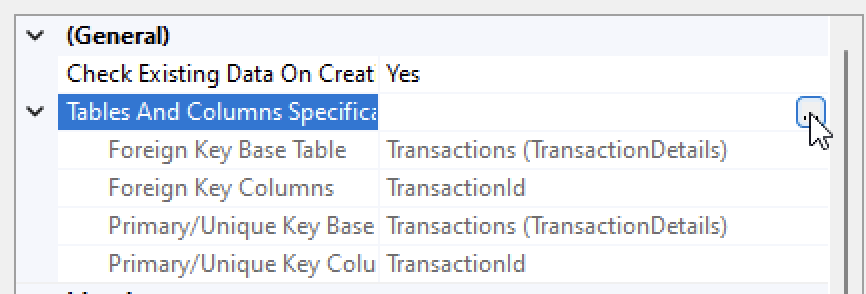 (General)
Check Existing Data On Creat Yes
Tables And Columns Specifica ...
Foreign Key Base Table Transactions (TransactionDetails)
Foreign Key Columns TransactionId
Primary/Unique Key Base Transactions (TransactionDetails)
Primary/Unique Key Colu TransactionId